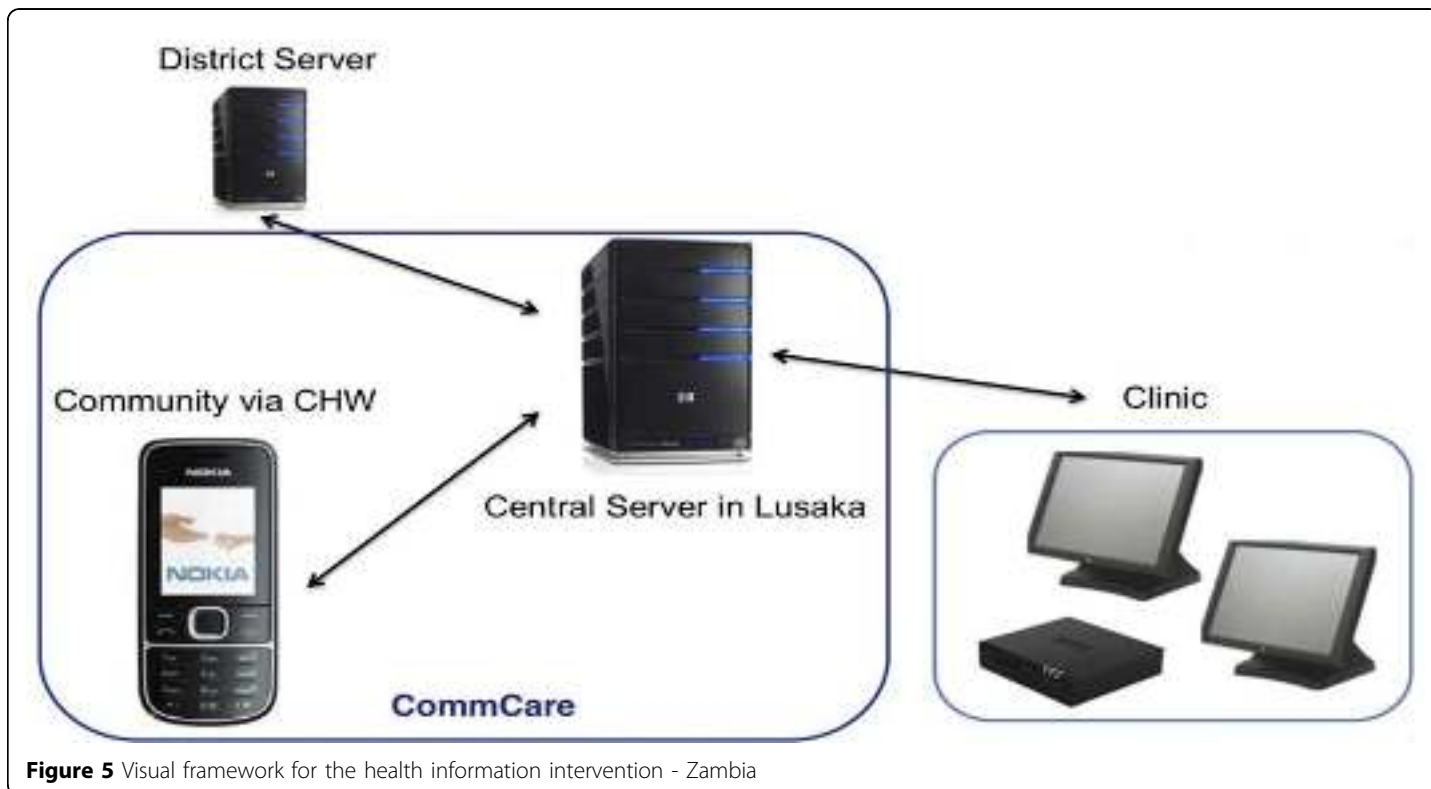 District Server
Community via CHW
NOKIA
NOKIA
Central Server in Lusaka
Clinic
CommCare
Figure 5 Visual framework for the health information intervention - Zambia